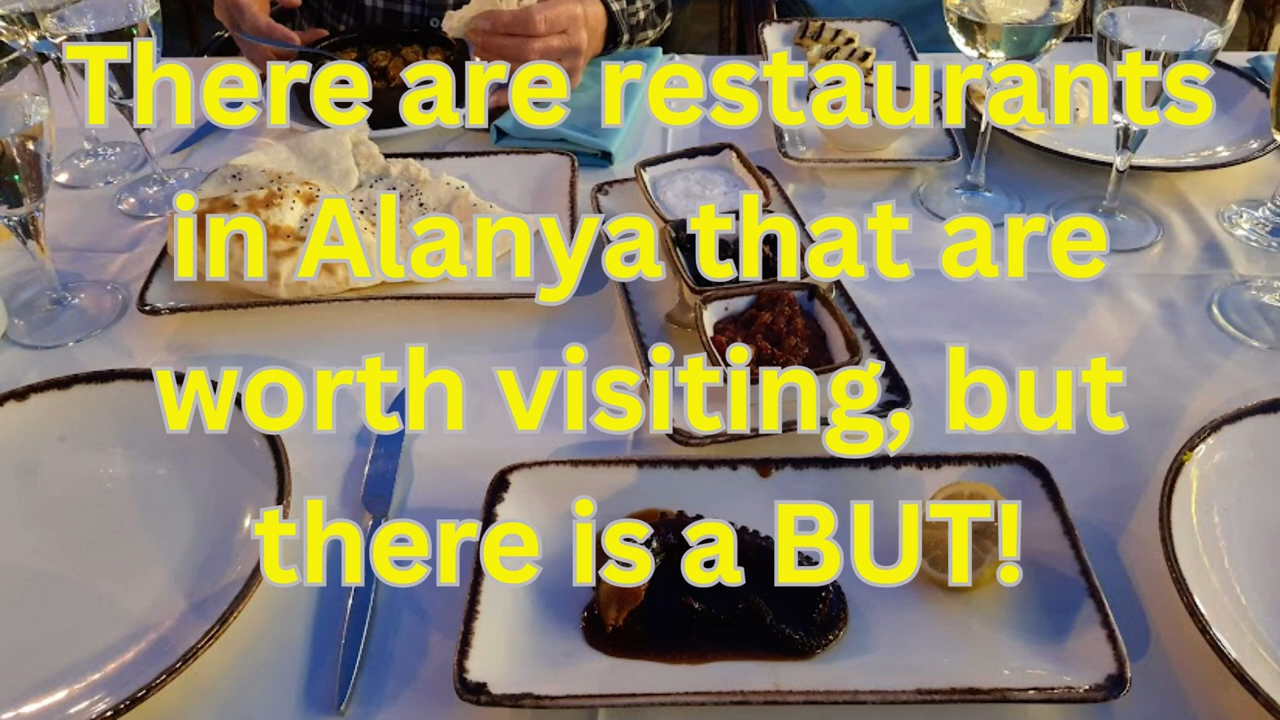 There are restaurants
in Alanya that are
worth visiting, but
there is a BUT!